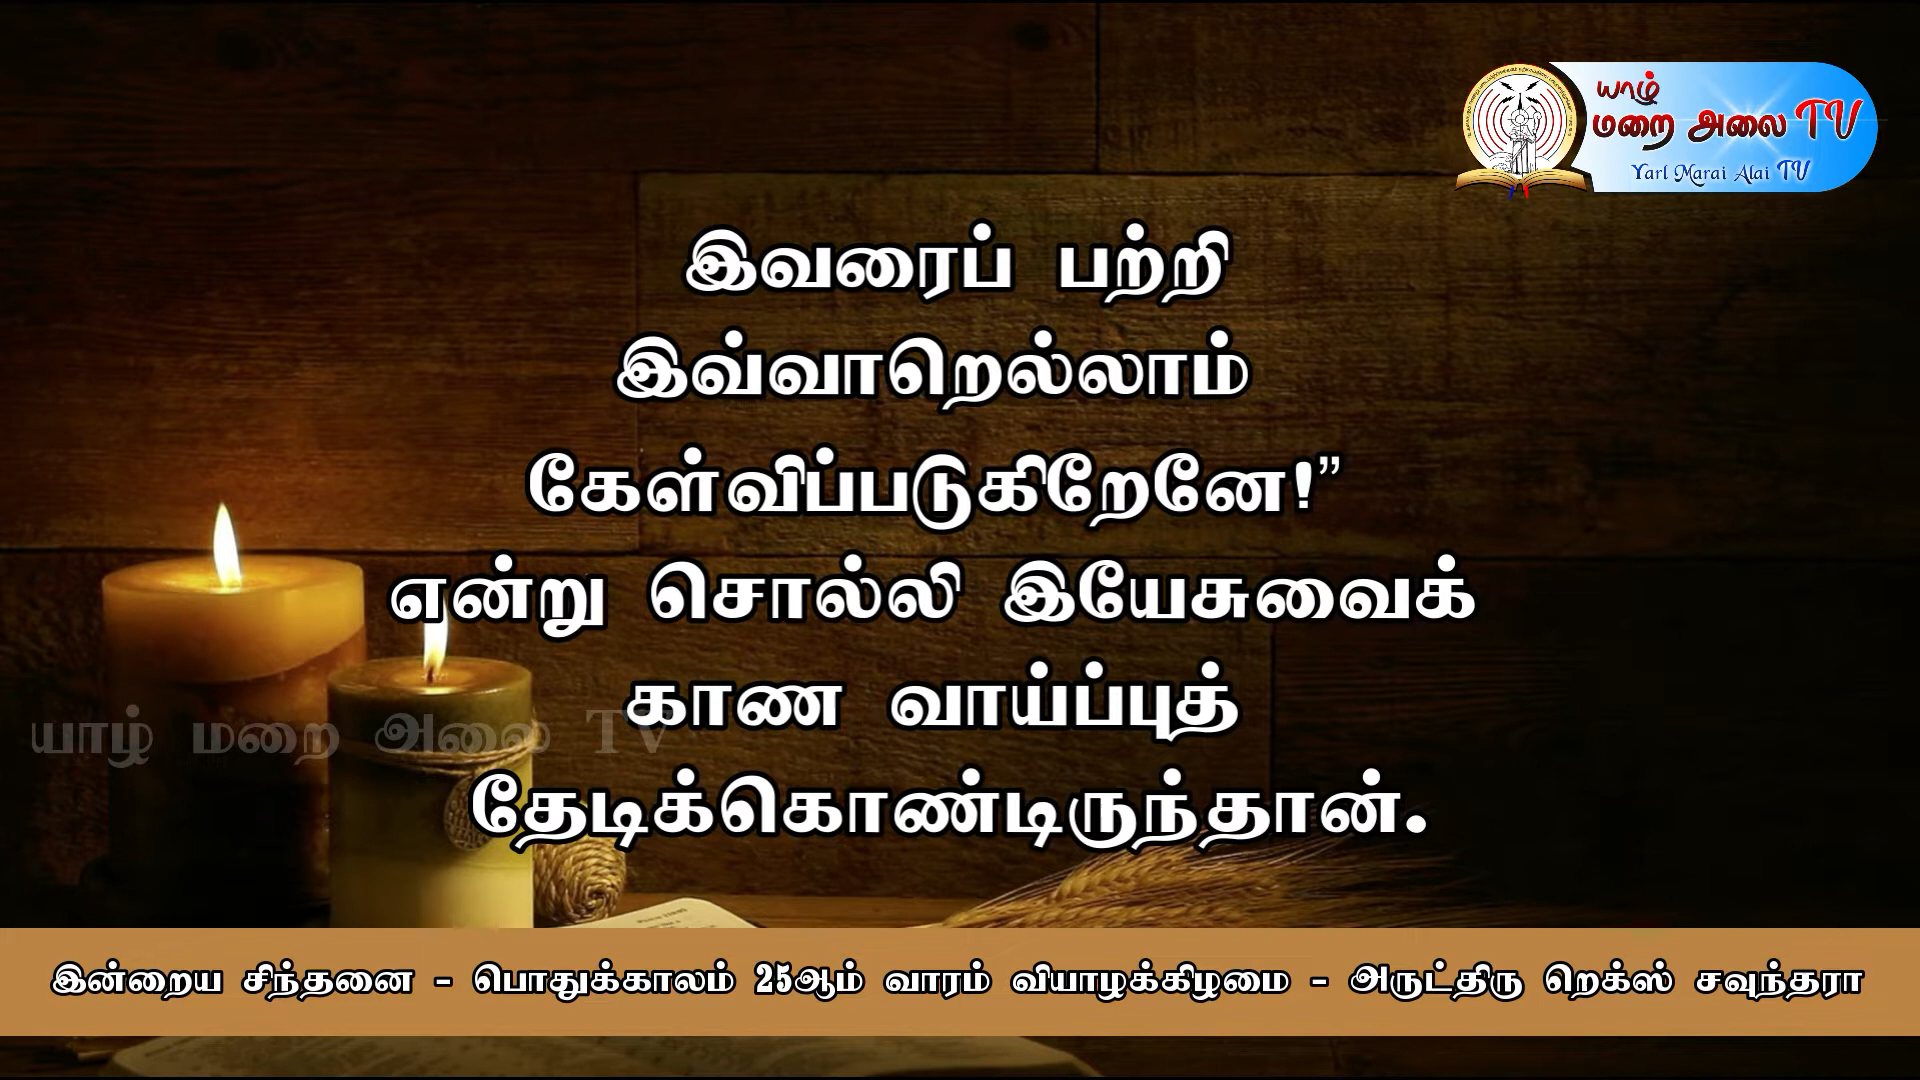 யாழ்
மறை அலை TV
Yarl Marai Alai TV
இவரைப் பற்றி
இவ்வாறெல்லாம்
கேள்விப்படுகிறேனே!”
என்று சொல்லி இயேசுவைக்
காண வாய்ப்புத்
தேடிக்கொண்டிருந்தான்.
யாழ் மறை அலை TV
இன்றைய சிந்தனை - பொதுக்காலம் 25ஆம் வாரம் வியாழக்கிழமை - அருட்திரு றெக்ஸ் சவுந்தரா